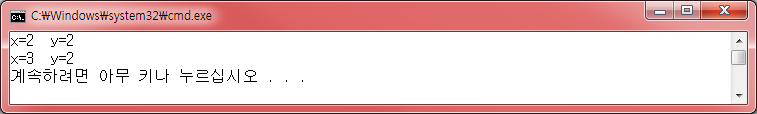 C:₩Windows₩system32₩cmd.exe
x=2  y=2
x=3  y=2
계속하려면 아무 키나 누르십시오 . . .